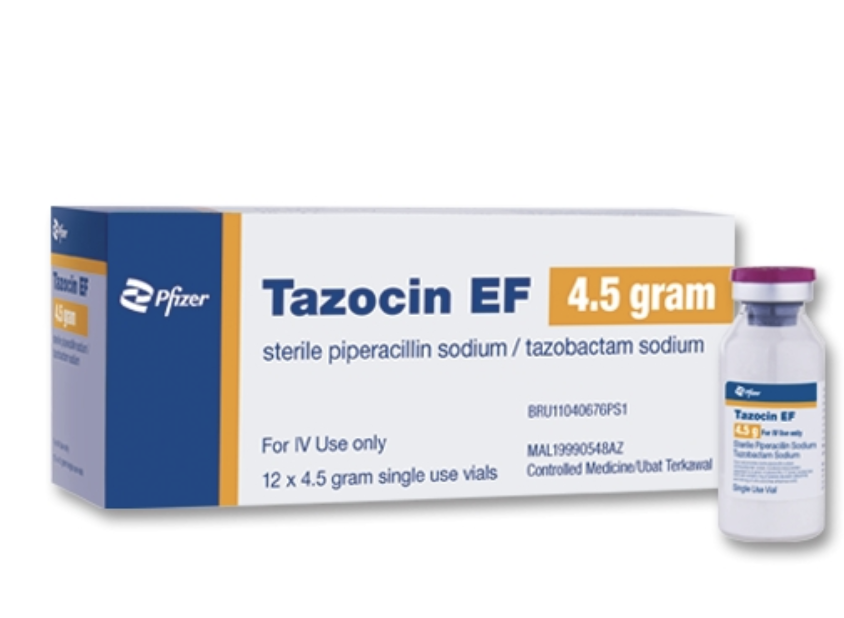 Pfizer
Tazocin EF
4.5 gram
Pfizer
Tazocin EF 4.5 gram
sterile piperacillin sodium / tazobactam sodium
BRU11040676PS1
For IV Use only
MAL19990548AZ
12 x 4.5 gram single use vials
Controlled Medicine/Ubat Terkawal
Pfizer
Tazocin EF
4.5 g For IV Use only
Sterile Piperacillin Sodium
Tazobactam Sodium
Single Use Vial